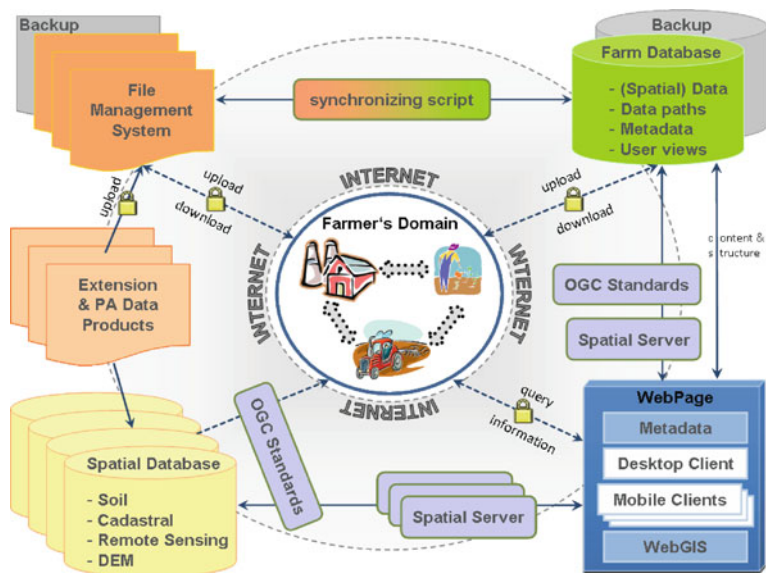 Backup
File
Management
System
synchronizing script
Backup
Farm Database
- (Spatial) Data
- Data paths
- Metadata
- User views
upload
upload
download
INTERNET
upload
download
Farmer's Domain
INTERNET
INTERNET
content &
structure
Extension
& PA Data
Products
OGC Standards
Spatial Server
INTERNET
query
information
OGC Standards
WebPage
Metadata
Desktop Client
Mobile Clients
WebGIS
Spatial Database
- Soil
- Cadastral
- Remote Sensing
- DEM
Spatial Server